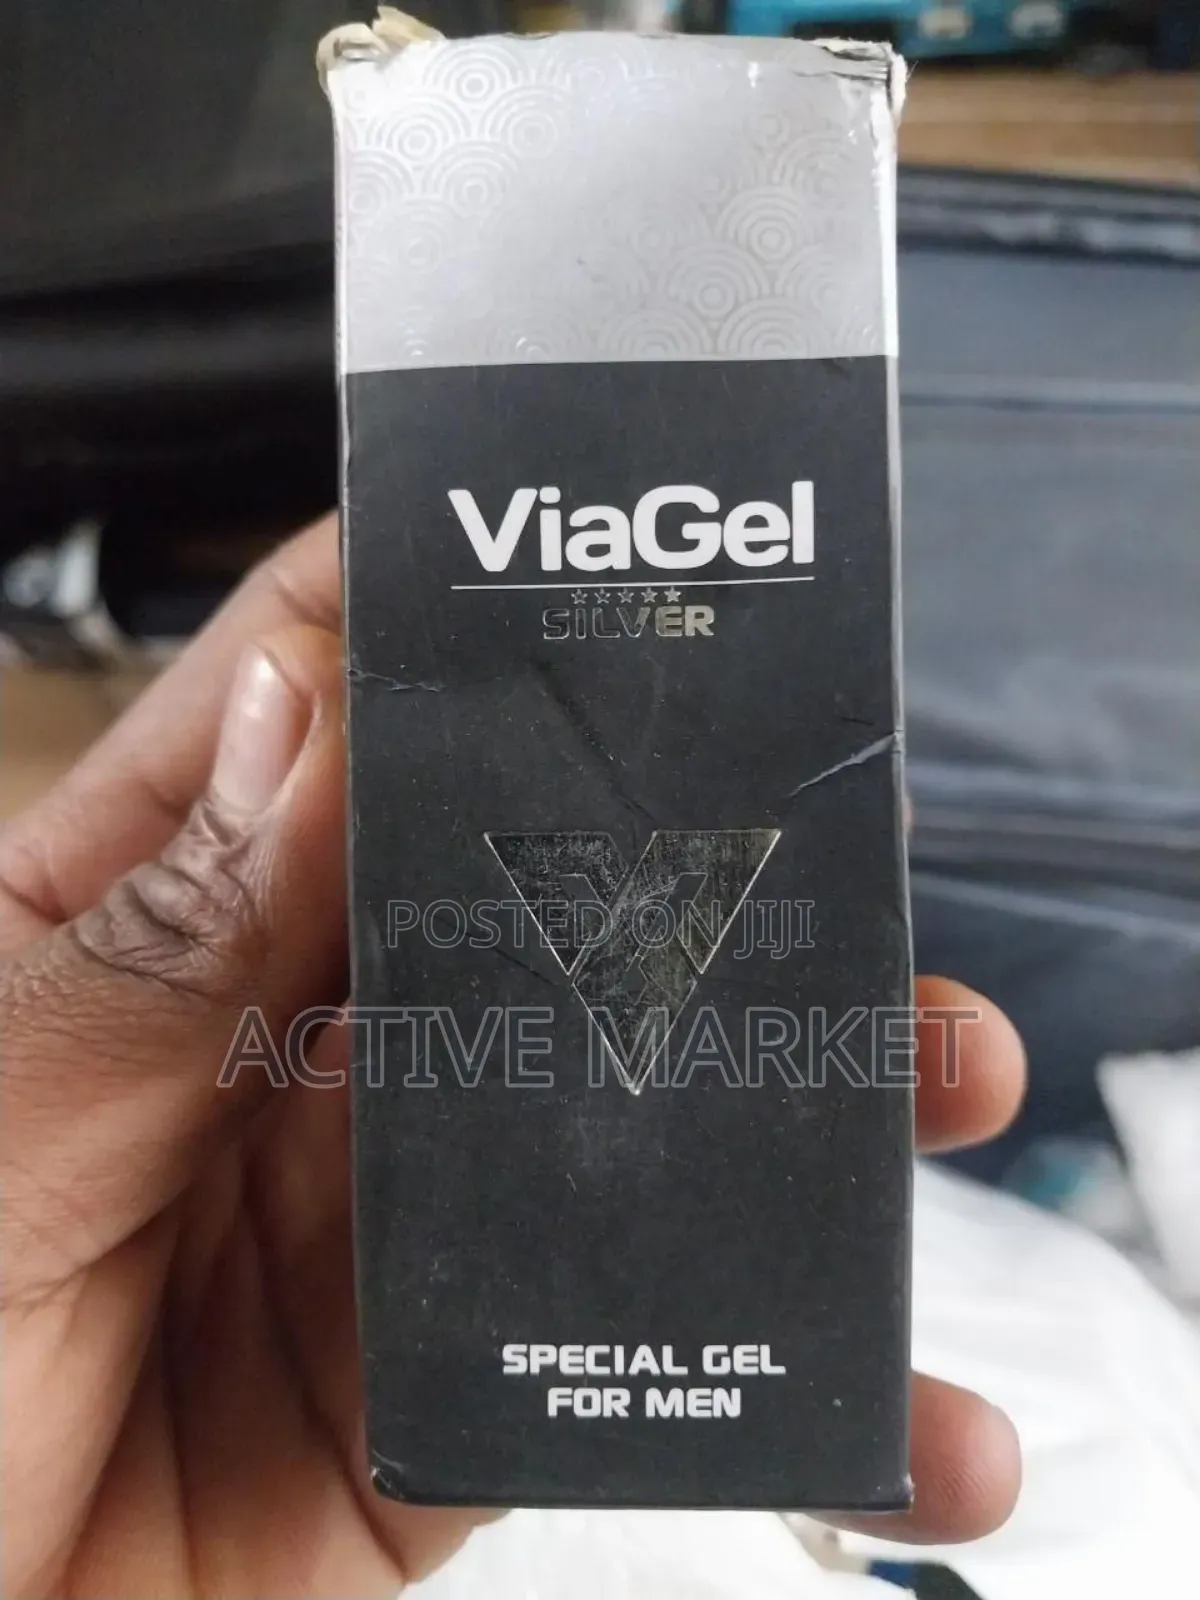 ViaGel
SILVER
POSTED ON JIJI
ACTIVE MARKET
SPECIAL GEL
FOR MEN